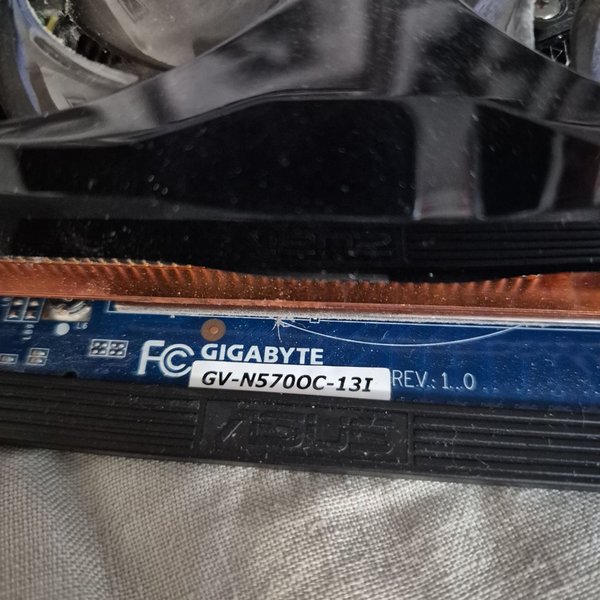 FC GIGABYTE
GV-N570OC-13I REV.: 1.0
ASUS